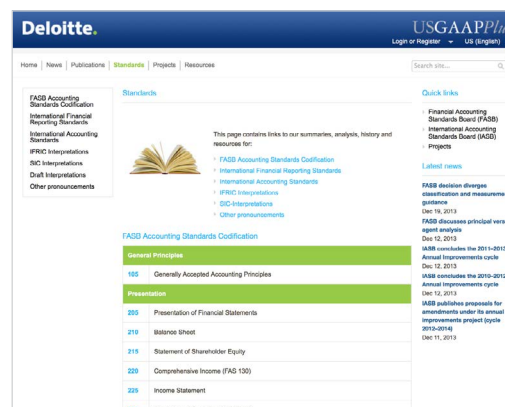 Deloitte.
USGAAPPlu
Login or Register US (English)
Home | News | Publications | Standards | Projects | Resources
Search site...
FASB Accounting
Standards Codification
International Financial
Reporting Standards
International Accounting
Standards
IFRIC Interpretations
SIC Interpretations
Draft Interpretations
Other pronouncements
Standards
This page contains links to our summaries, analysis, history and
resources for:
FASB Accounting Standards Codification
International Financial Reporting Standards
International Accounting Standards
IFRIC Interpretations
SIC-Interpretations
Other pronouncements
FASB Accounting Standards Codification
General Principles
105 Generally Accepted Accounting Principles
Presentation
205 Presentation of Financial Statements
210 Balance Sheet
215 Statement of Shareholder Equity
220 Comprehensive Income (FAS 130)
225 Income Statement
Quick links
Financial Accounting
Standards Board (FASB)
International Accounting
Standards Board (IASB)
Projects
Latest news
FASB decision diverges
classification and measureme
guidance
Dec 19, 2013
FASB discusses principal vers
agent analysis
Dec 12, 2013
IASB concludes the 2011-2013
Annual Improvements cycle
Dec 12, 2013
IASB concludes the 2010-2012
Annual Improvements cycle
Dec 12, 2013
IASB publishes proposals for
amendments under its annual
improvements project (cycle
2012-2014)
Dec 11, 2013